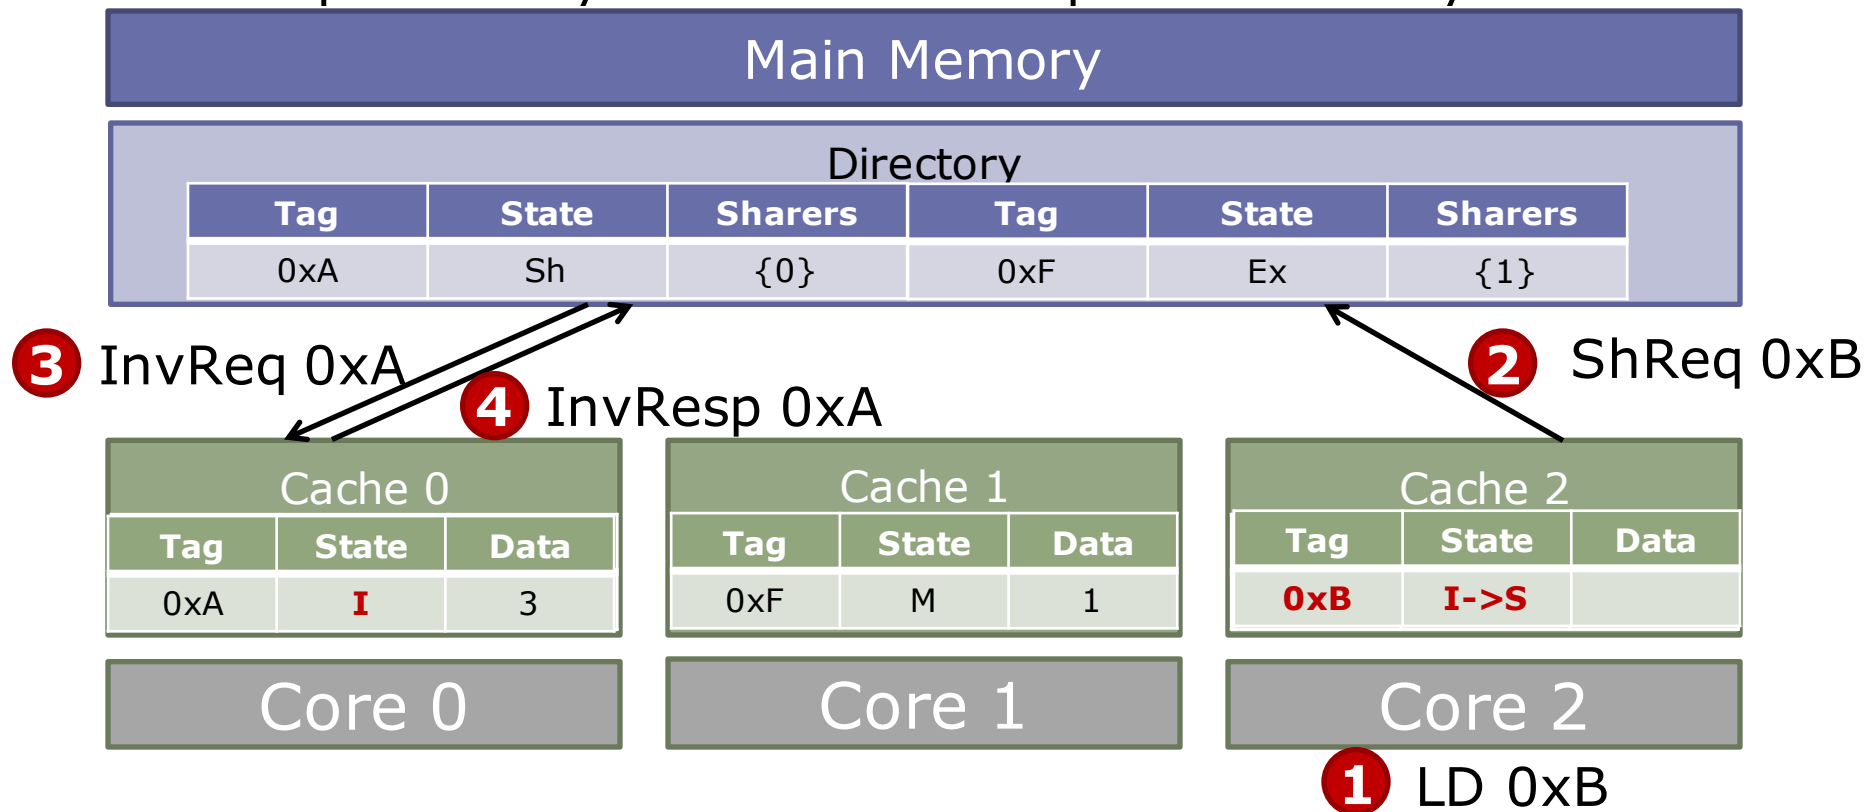 Main Memory
Directory
Tag State Sharers Tag State Sharers
0xA Sh {0} 0xF Ex {1}
3 InvReq 0xA
2 ShReq 0xB
4 InvResp 0xA
Cache 0
Tag State Data
0xA I 3
Cache 1
Tag State Data
0xF M 1
Cache 2
Tag State Data
0xB I->S
Core 0
Core 1
Core 2
1 LD 0xB